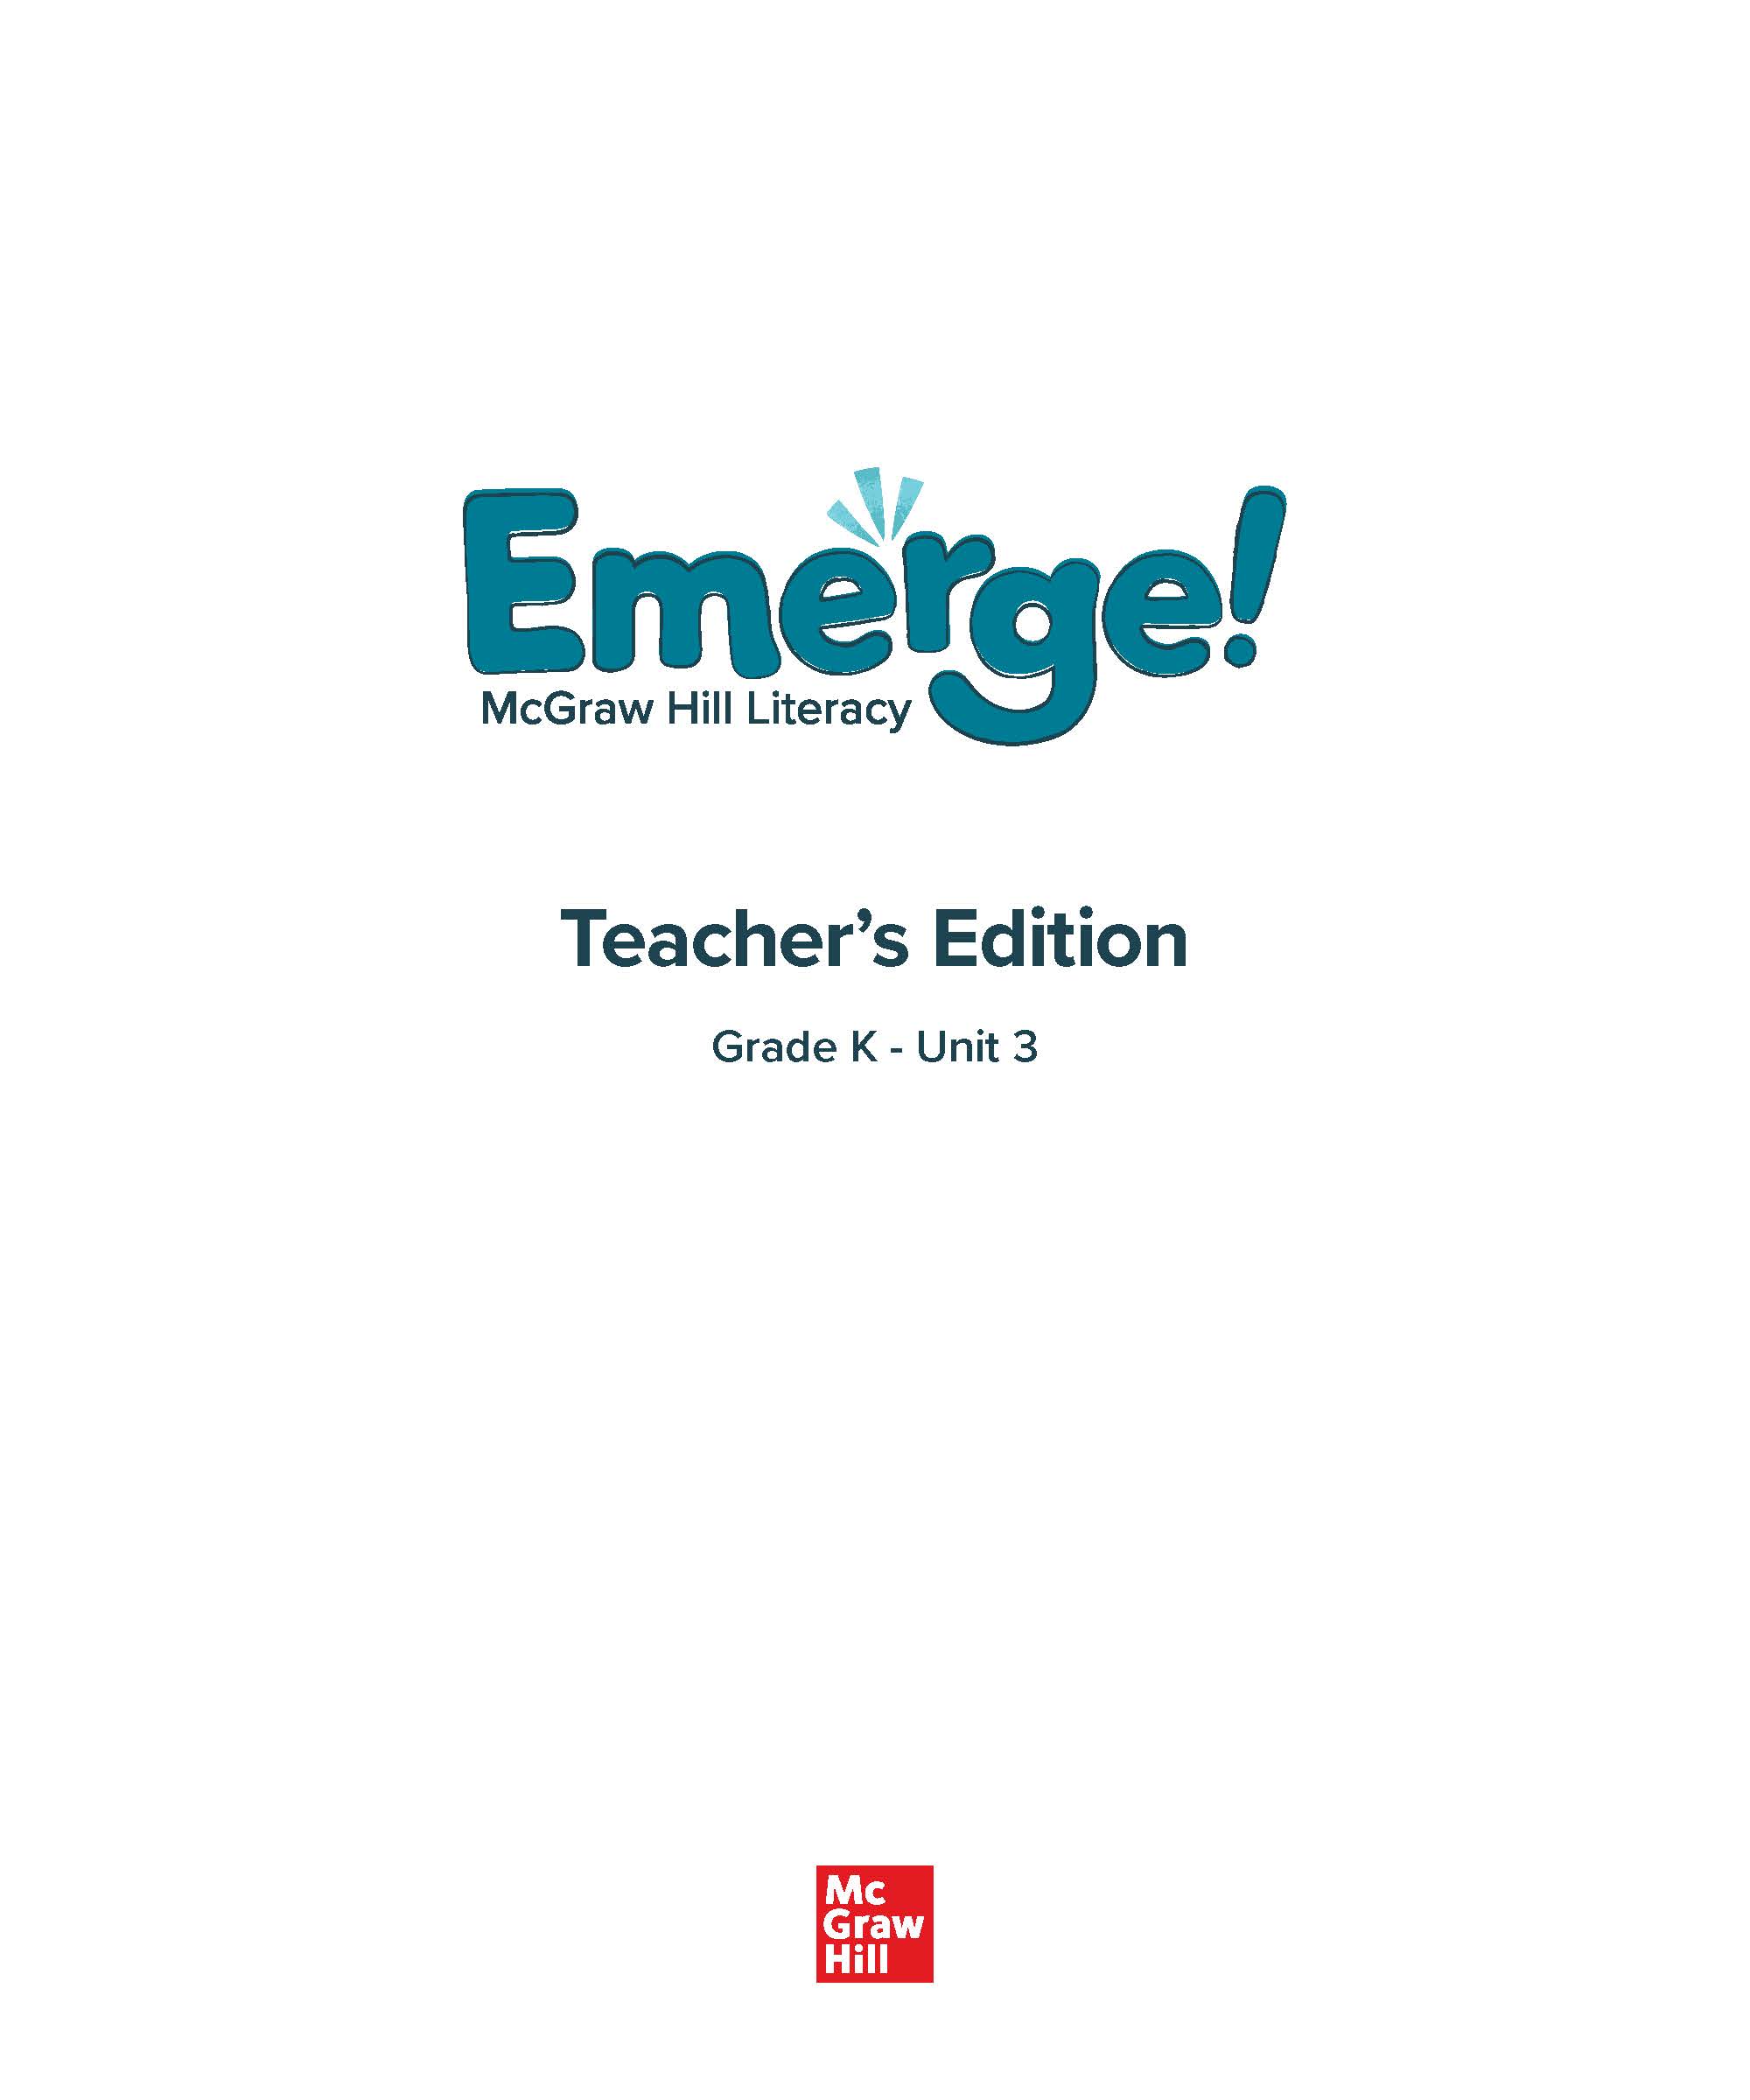 Emerge!
McGraw Hill Literacy
Teacher’s Edition
Grade K - Unit 3
Mc
Graw
Hill